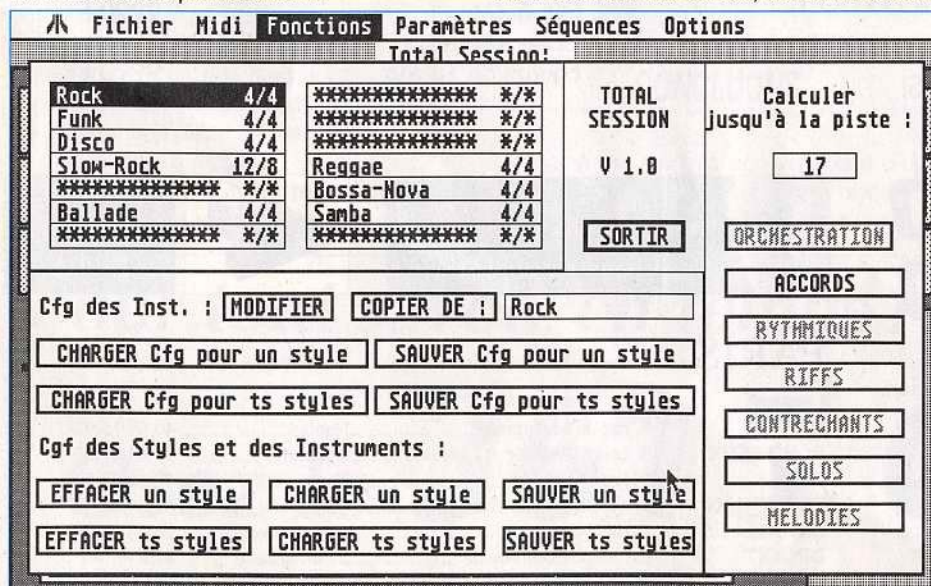 Fichier Midi Fonctions Paramètres Séquences Options
Total Session:
Rock 4/4
Funk 4/4
Disco 4/4
Slow-Rock 12/8
************** */*
Ballade 4/4
************** */*
************** */*
************** */*
************** */*
Reggae 4/4
Bossa-Nova 4/4
Samba 4/4
************** */*
TOTAL
SESSION
V 1.0
SORTIR
Calculer
jusqu'à la piste :
17
ORCHESTRATION
ACCORDS
RYTHMIQUES
RIFFS
CONTRECHANTS
SOLOS
MELODIES
Cfg des Inst. : MODIFIER COPIER DE : Rock
CHARGER Cfg pour un style SAUVER Cfg pour un style
CHARGER Cfg pour ts styles SAUVER Cfg pour ts styles
Cgf des Styles et des Instruments :
EFFACER un style CHARGER un style SAUVER un style
EFFACER ts styles CHARGER ts styles SAUVER ts styles